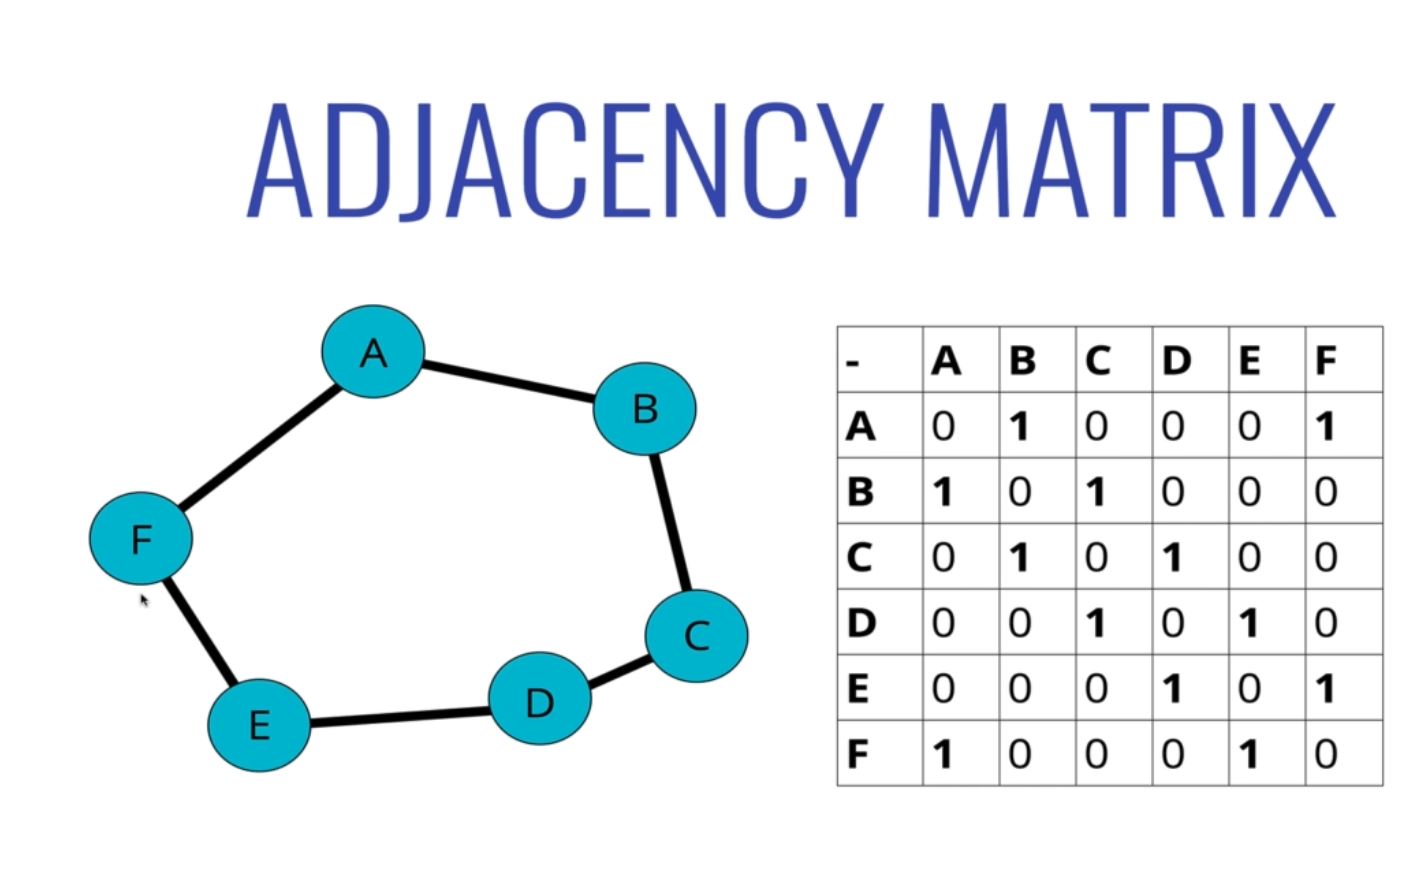 ADJACENCY MATRIX
A
B
F
C
D
E
- A B C D E F
A 0 1 0 0 0 1
B 1 0 1 0 0 0
C 0 1 0 1 0 0
D 0 0 1 0 1 0
E 0 0 0 1 0 1
F 1 0 0 0 1 0